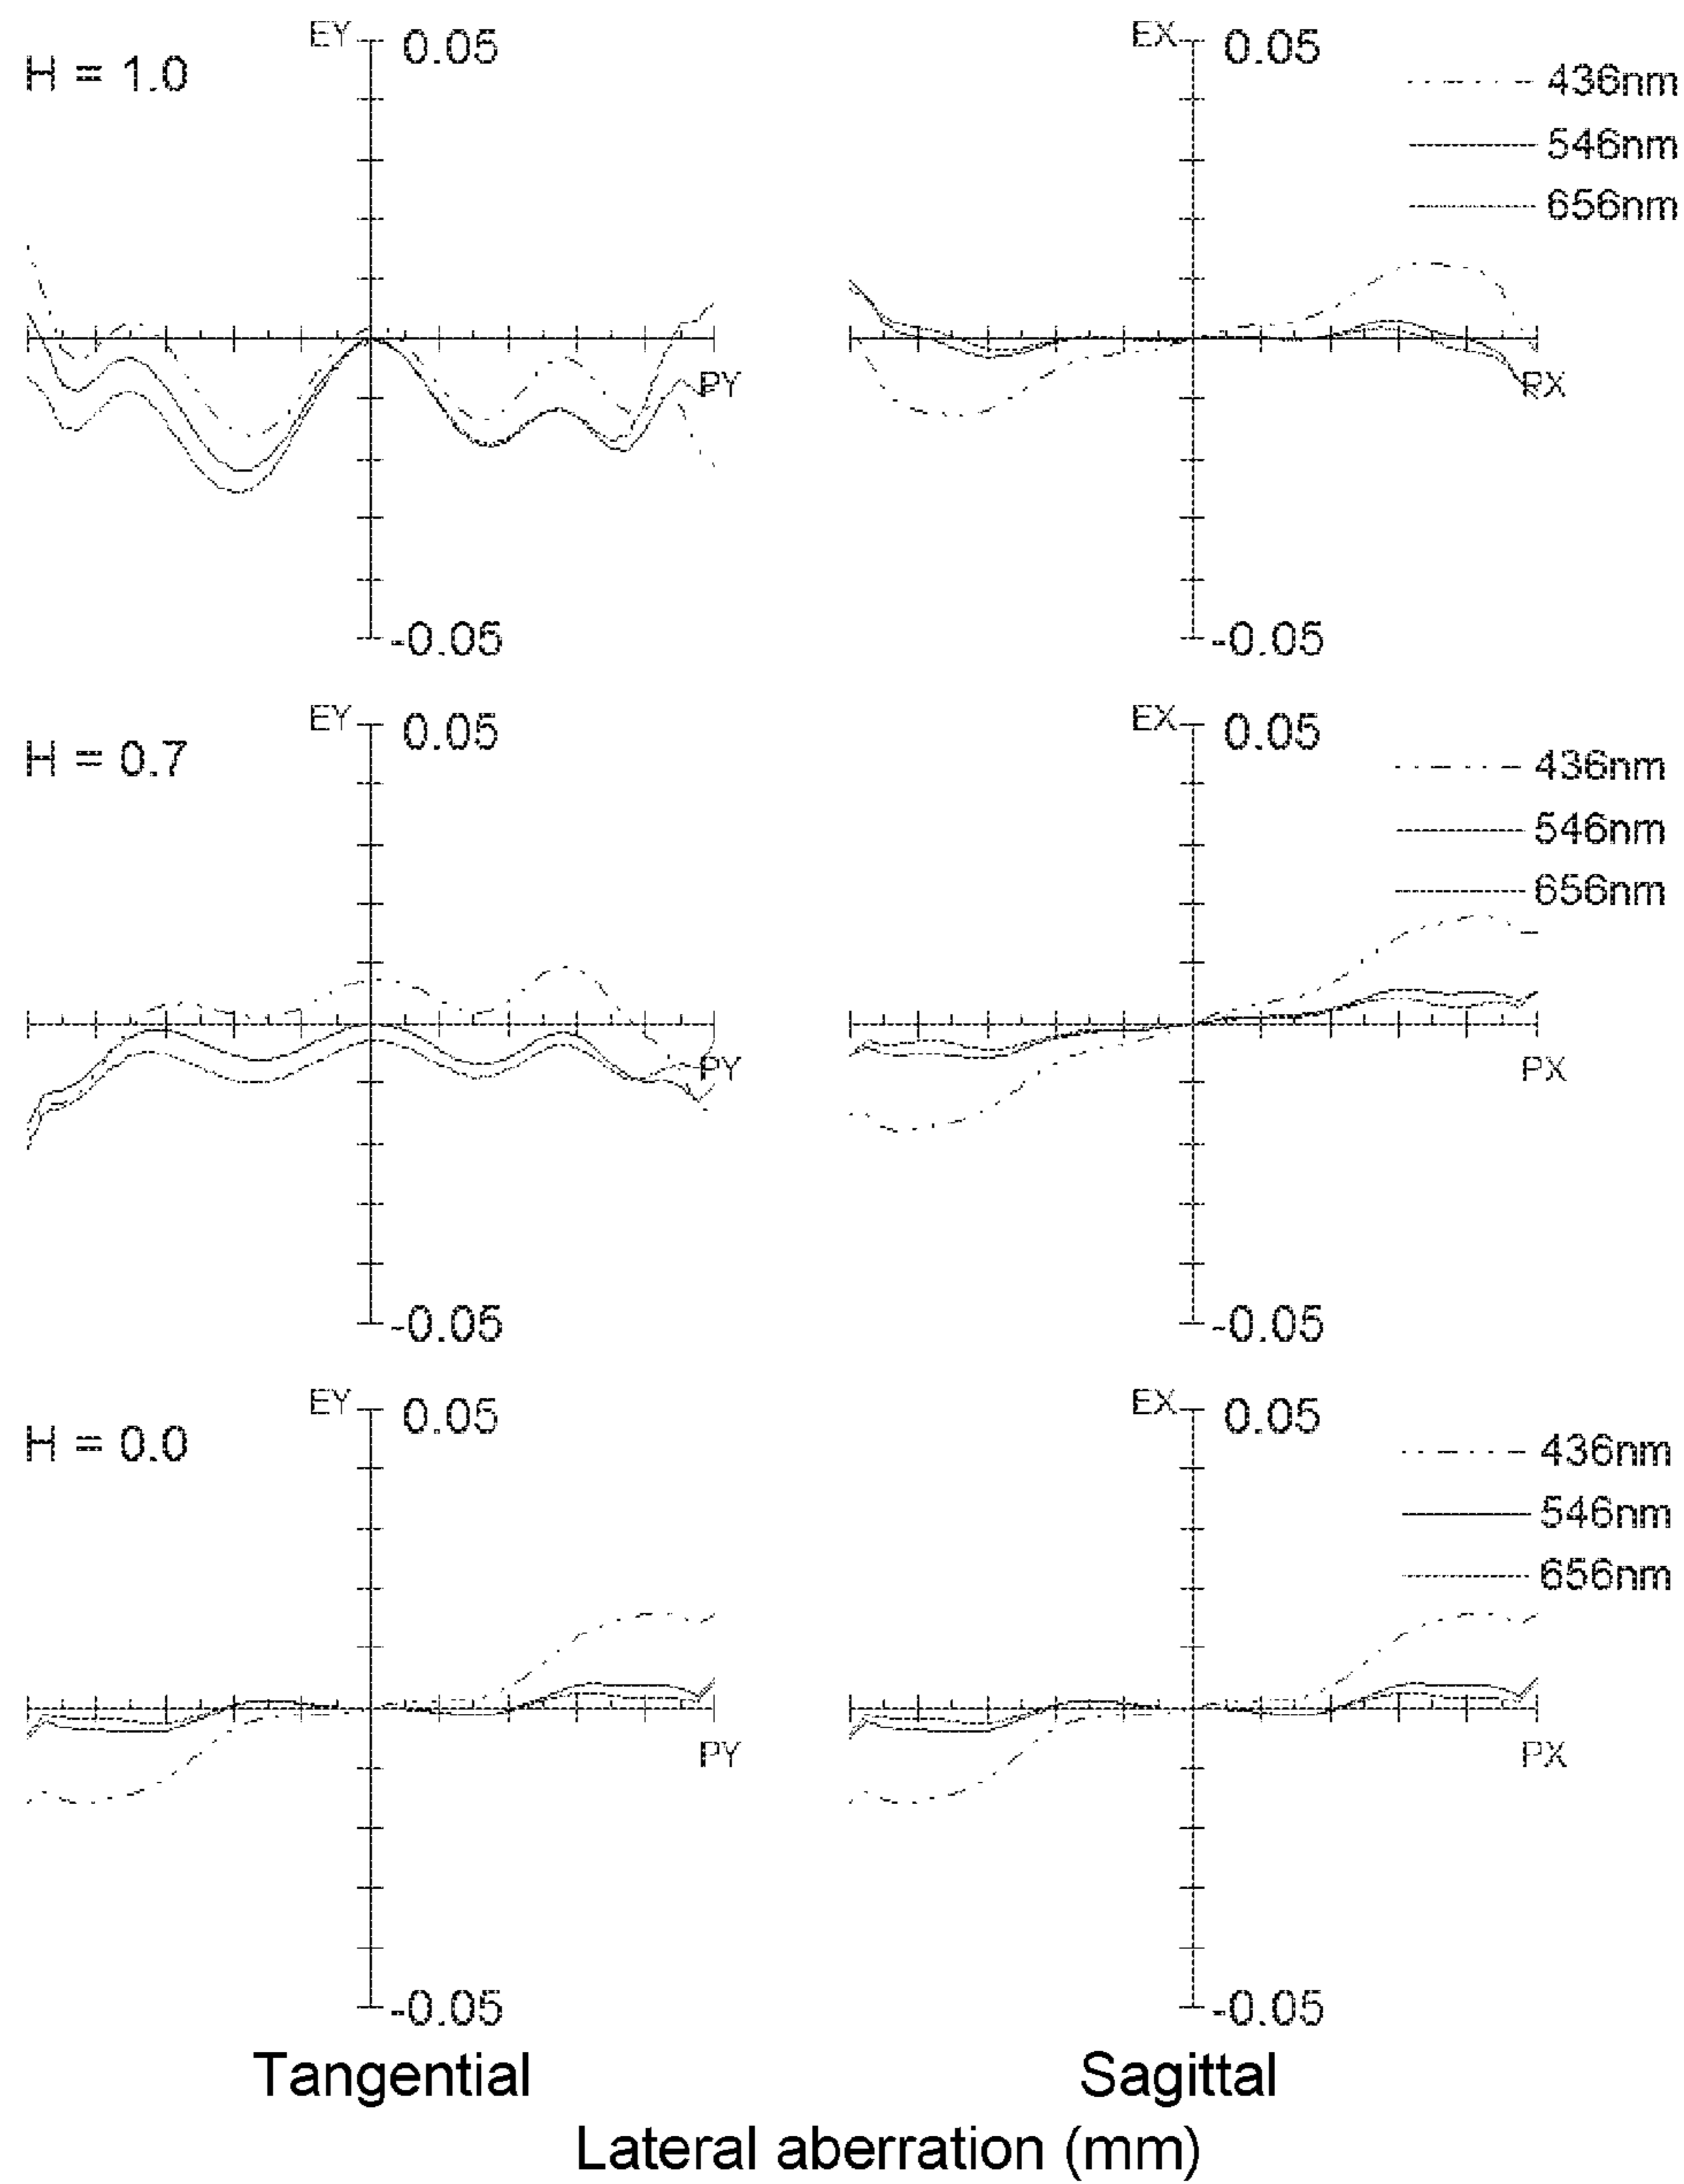 EY 0.05 EX 0.05
H = 1.0
436nm
546nm
656nm
PY PX
-0.05 -0.05
EY 0.05 EX 0.05
H = 0.7
436nm
546nm
656nm
PY PX
-0.05 -0.05
EY 0.05 EX 0.05
H = 0.0
436nm
546nm
656nm
PY PX
-0.05 -0.05
Tangential Sagittal
Lateral aberration (mm)